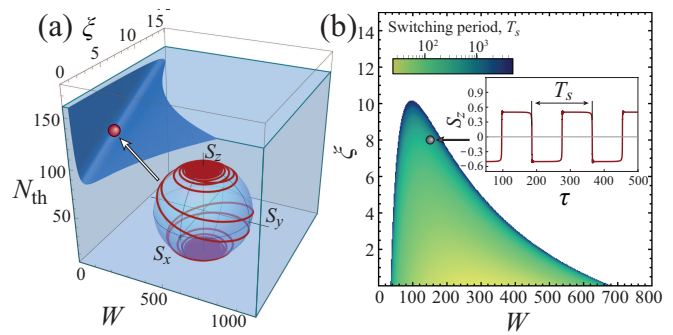 (a)
ξ
0
5
10
15
150
100
50
N_th
0
500
1000
W
S_z
S_y
S_x
(b)
Switching period, T_s
10^2
10^3
14
12
10
8
6
4
2
ξ
0 100 200 300 400 500 600 700 800
W
T_s
S_z
0.6
0.3
0
−0.3
−0.6
100 200 300 400 500
τ